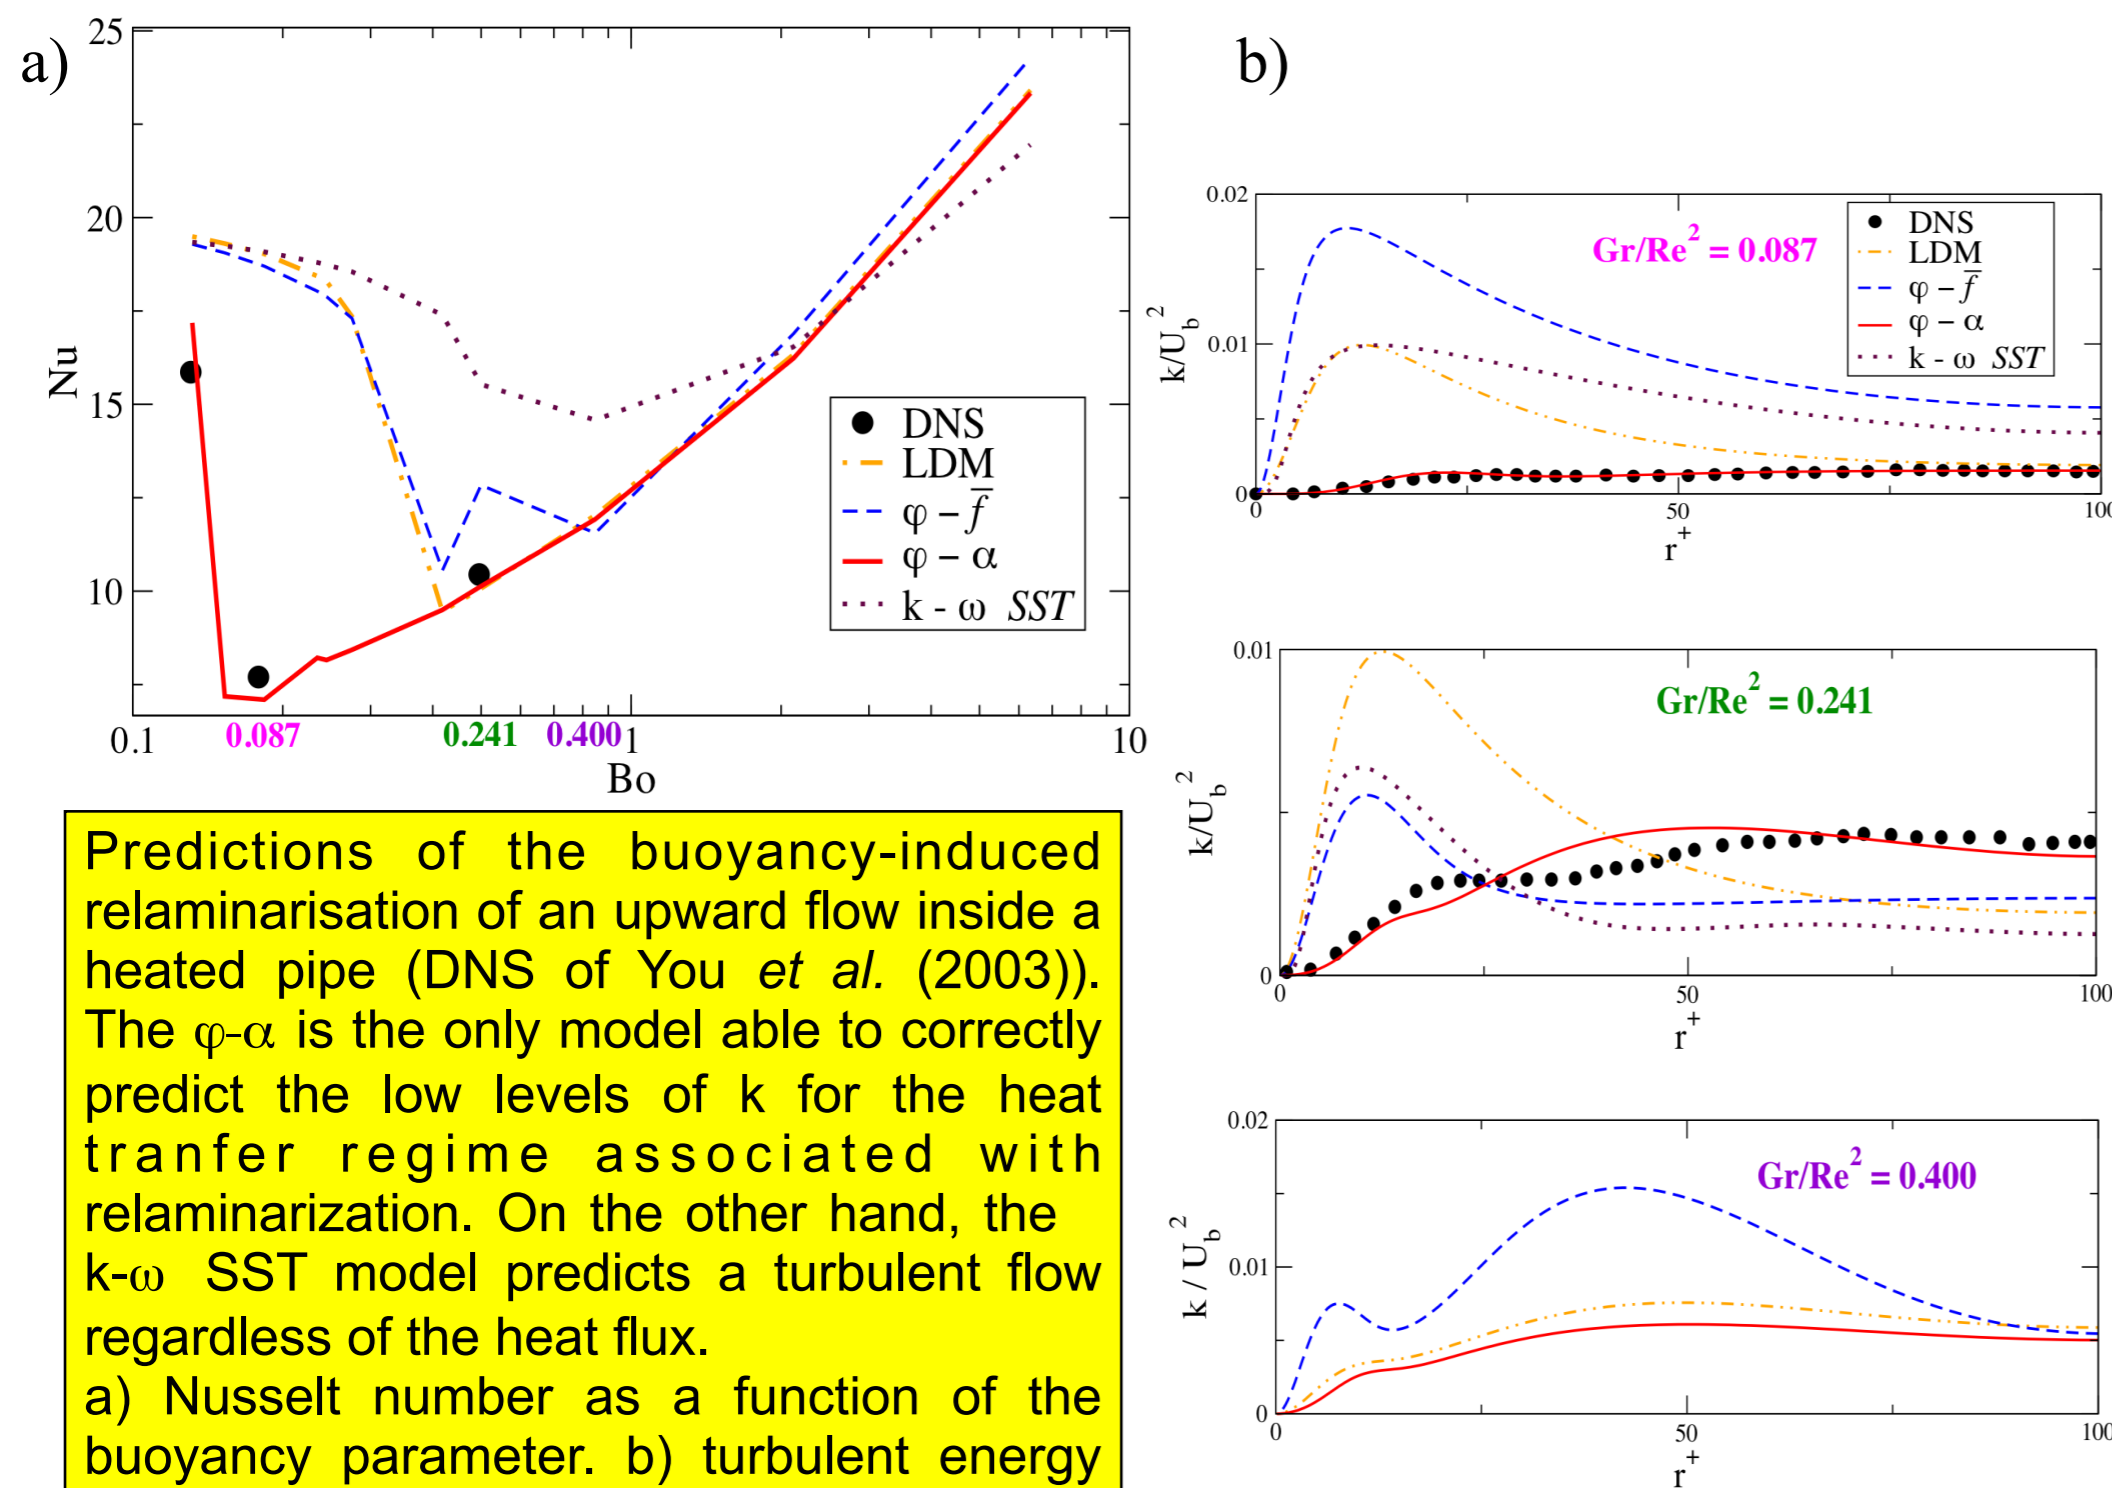 a)
25
20
15
10
Nu
DNS
LDM
φ – f̅
φ – α
k - ω SST
0.1
0.087
0.241
0.400
1
10
Bo
Predictions of the buoyancy-induced
relaminarisation of an upward flow inside a
heated pipe (DNS of You et al. (2003)).
The φ-α is the only model able to correctly
predict the low levels of k for the heat
tranfer regime associated with
relaminarization. On the other hand, the
k-ω SST model predicts a turbulent flow
regardless of the heat flux.
a) Nusselt number as a function of the
buoyancy parameter. b) turbulent energy
b)
0.02
0.01
0
k/U_b^2
Gr/Re^2 = 0.087
DNS
LDM
φ – f̅
φ – α
k - ω SST
0
50
100
r^+
0.01
0
k/U_b^2
Gr/Re^2 = 0.241
0
50
100
r^+
0.02
0.01
0
k / U_b^2
Gr/Re^2 = 0.400
0
50
100
r^+